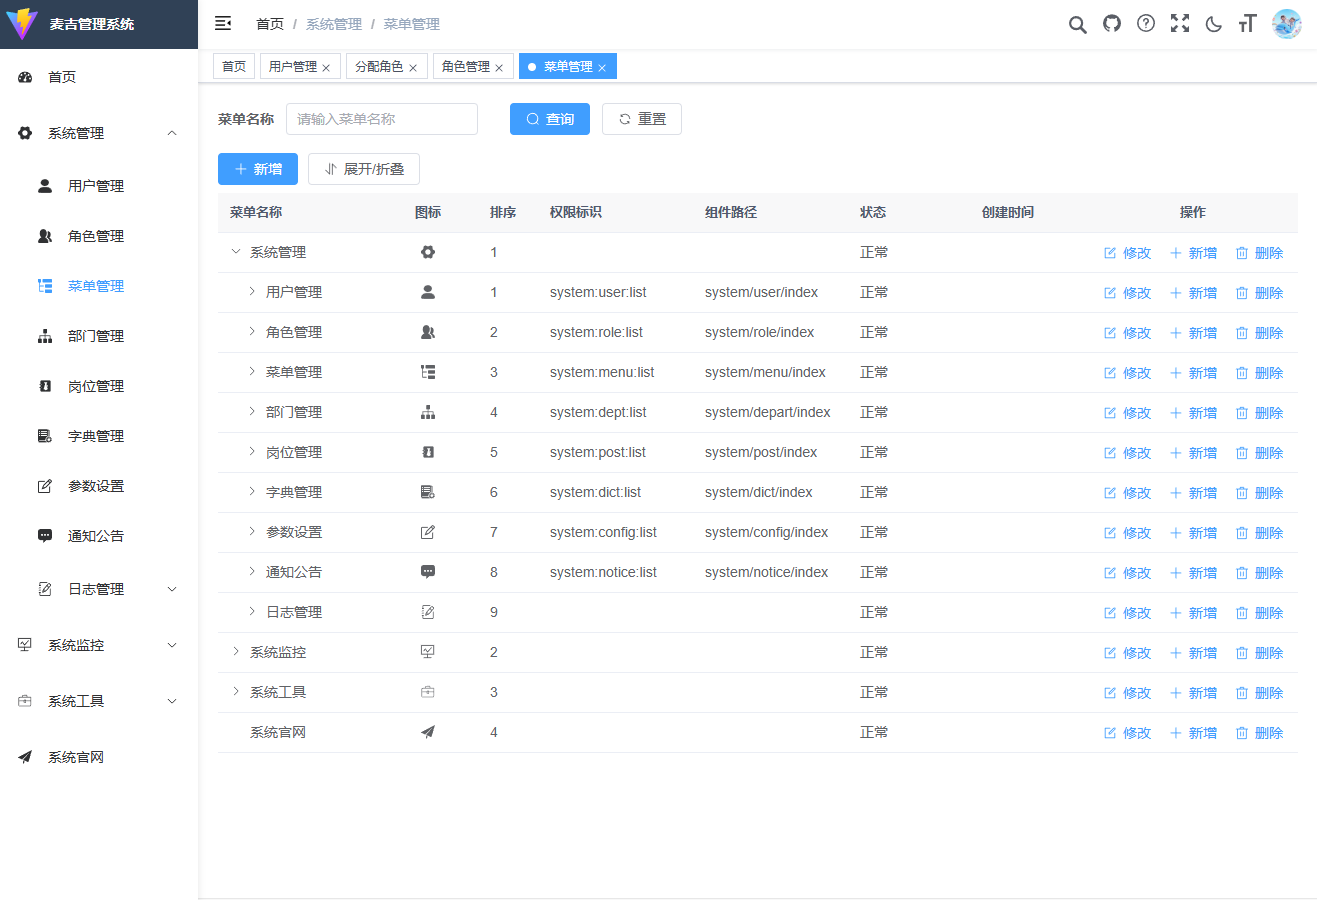 麦吉管理系统
首页 / 系统管理 / 菜单管理
首页 用户管理 分配角色 角色管理 菜单管理
首页
系统管理
用户管理
角色管理
菜单管理
部门管理
岗位管理
字典管理
参数设置
通知公告
日志管理
系统监控
系统工具
系统官网
菜单名称 请输入菜单名称 查询 重置
新增 展开/折叠
菜单名称 图标 排序 权限标识 组件路径 状态 创建时间 操作
系统管理 1 正常 修改 新增 删除
用户管理 1 system:user:list system/user/index 正常 修改 新增 删除
角色管理 2 system:role:list system/role/index 正常 修改 新增 删除
菜单管理 3 system:menu:list system/menu/index 正常 修改 新增 删除
部门管理 4 system:dept:list system/depart/index 正常 修改 新增 删除
岗位管理 5 system:post:list system/post/index 正常 修改 新增 删除
字典管理 6 system:dict:list system/dict/index 正常 修改 新增 删除
参数设置 7 system:config:list system/config/index 正常 修改 新增 删除
通知公告 8 system:notice:list system/notice/index 正常 修改 新增 删除
日志管理 9 正常 修改 新增 删除
系统监控 2 正常 修改 新增 删除
系统工具 3 正常 修改 新增 删除
系统官网 4 正常 修改 新增 删除